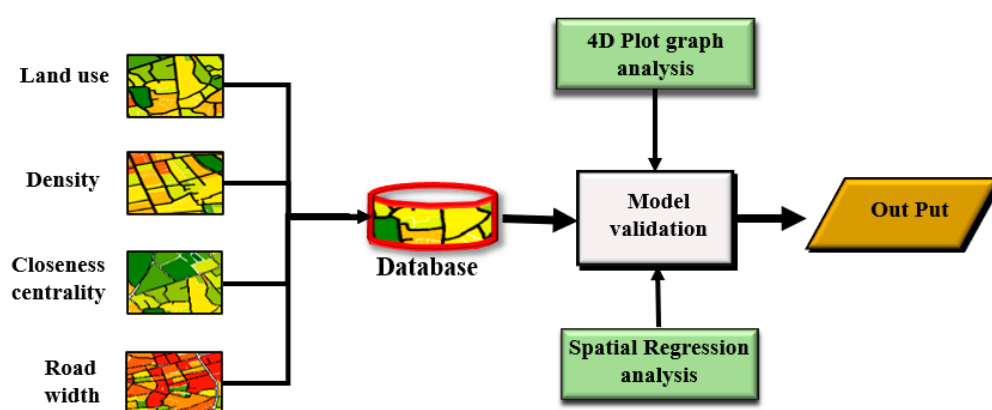 Land use
Density
Closeness
centrality
Road
width
Database
4D Plot graph
analysis
Model
validation
Spatial Regression
analysis
Out Put